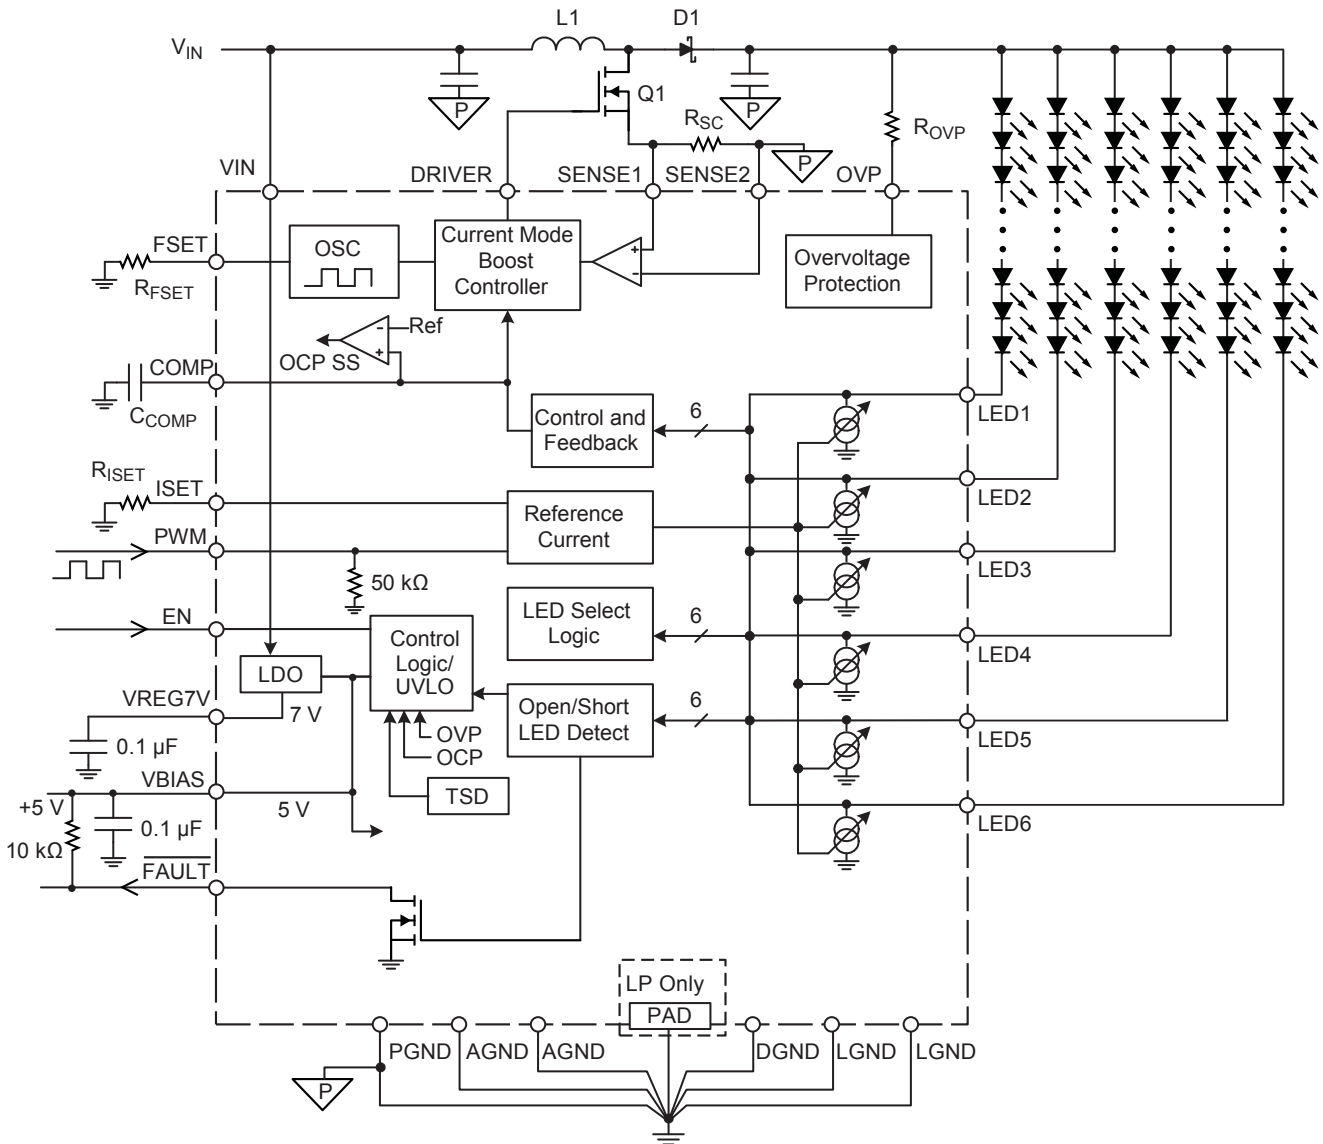 L1
D1
VIN
P
Q1
P
RSC
P
ROVP
VIN
DRIVER
SENSE1
SENSE2
OVP
FSET
RFSET
OSC
Current Mode
Boost
Controller
+
-
Overvoltage
Protection
-
Ref
+
OCP SS
COMP
CCOMP
Control and
Feedback
6
LED1
RISET
ISET
Reference
Current
LED2
PWM
50 kΩ
LED3
LED Select
Logic
6
EN
Control
Logic/
UVLO
LED4
LDO
VREG7V
7 V
Open/Short
LED Detect
6
LED5
0.1 µF
OVP
OCP
TSD
VBIAS
+5 V
5 V
0.1 µF
10 kΩ
LED6
FAULT
LP Only
PAD
PGND
AGND
AGND
DGND
LGND
LGND
P